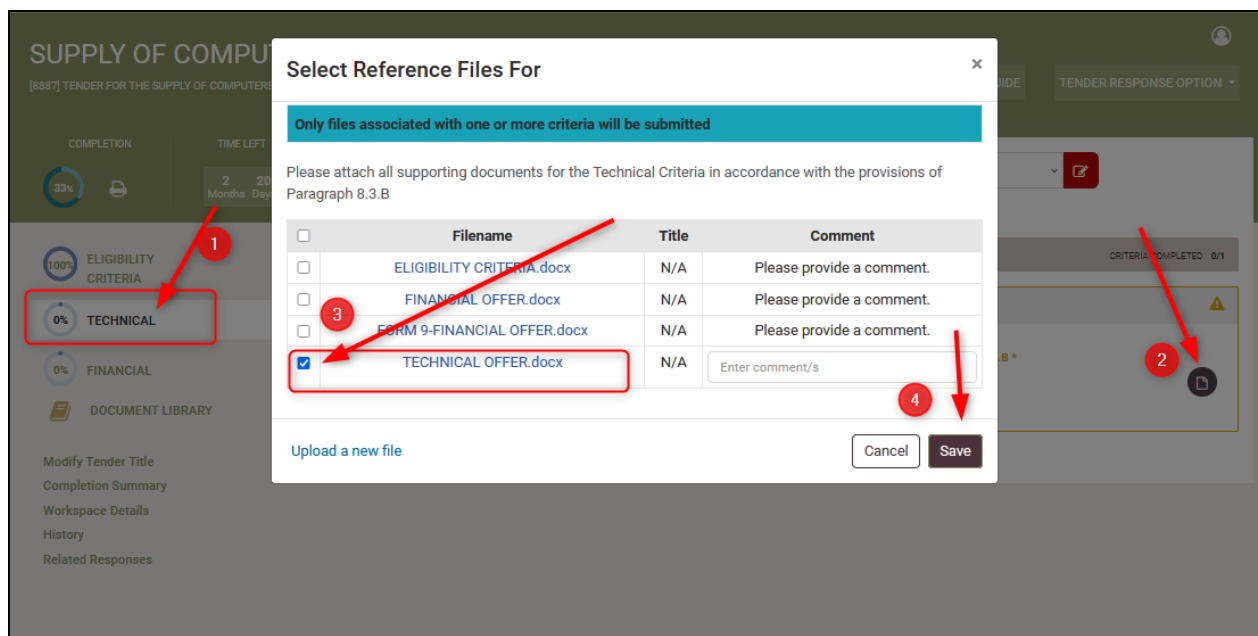 SUPPLY OF COMPU
[8887] TENDER FOR THE SUPPLY OF COMPUTERS
UIDE
TENDER RESPONSE OPTION
COMPLETION
TIME LEFT
33%
2 20
Months Day
1
100%
ELIGIBILITY
CRITERIA
0%
TECHNICAL
0%
FINANCIAL
DOCUMENT LIBRARY
Modify Tender Title
Completion Summary
Workspace Details
History
Related Responses
Select Reference Files For
×
Only files associated with one or more criteria will be submitted
Please attach all supporting documents for the Technical Criteria in accordance with the provisions of
Paragraph 8.3.B
Filename Title Comment
ELIGIBILITY CRITERIA.docx N/A Please provide a comment.
FINANCIAL OFFER.docx N/A Please provide a comment.
3
FORM 9-FINANCIAL OFFER.docx N/A Please provide a comment.
TECHNICAL OFFER.docx N/A Enter comment/s
4
Upload a new file
Cancel
Save
CRITERIA COMPLETED 0/1
.B *
2